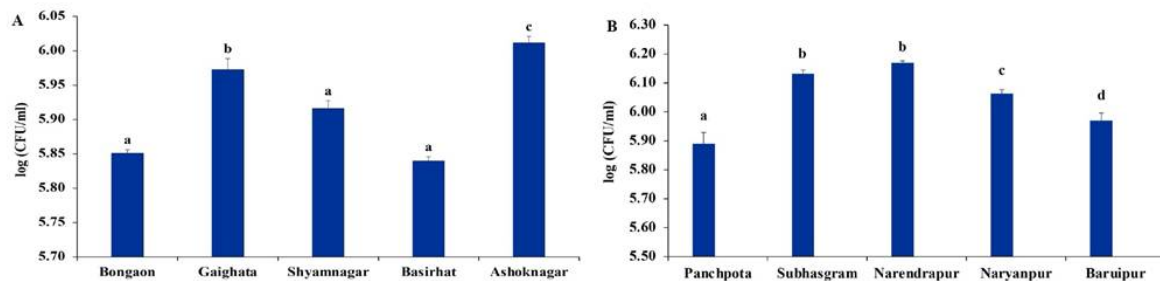 A
log (CFU/ml)
6.05
6.00
5.95
5.90
5.85
5.80
5.75
5.70
a
b
a
a
c
Bongaon Gaighata Shyamnagar Basirhat Ashoknagar
B
log (CFU/ml)
6.30
6.20
6.10
6.00
5.90
5.80
5.70
5.60
5.50
a
b
b
c
d
Panchpota Subhasgram Narendrapur Naryanpur Baruipur